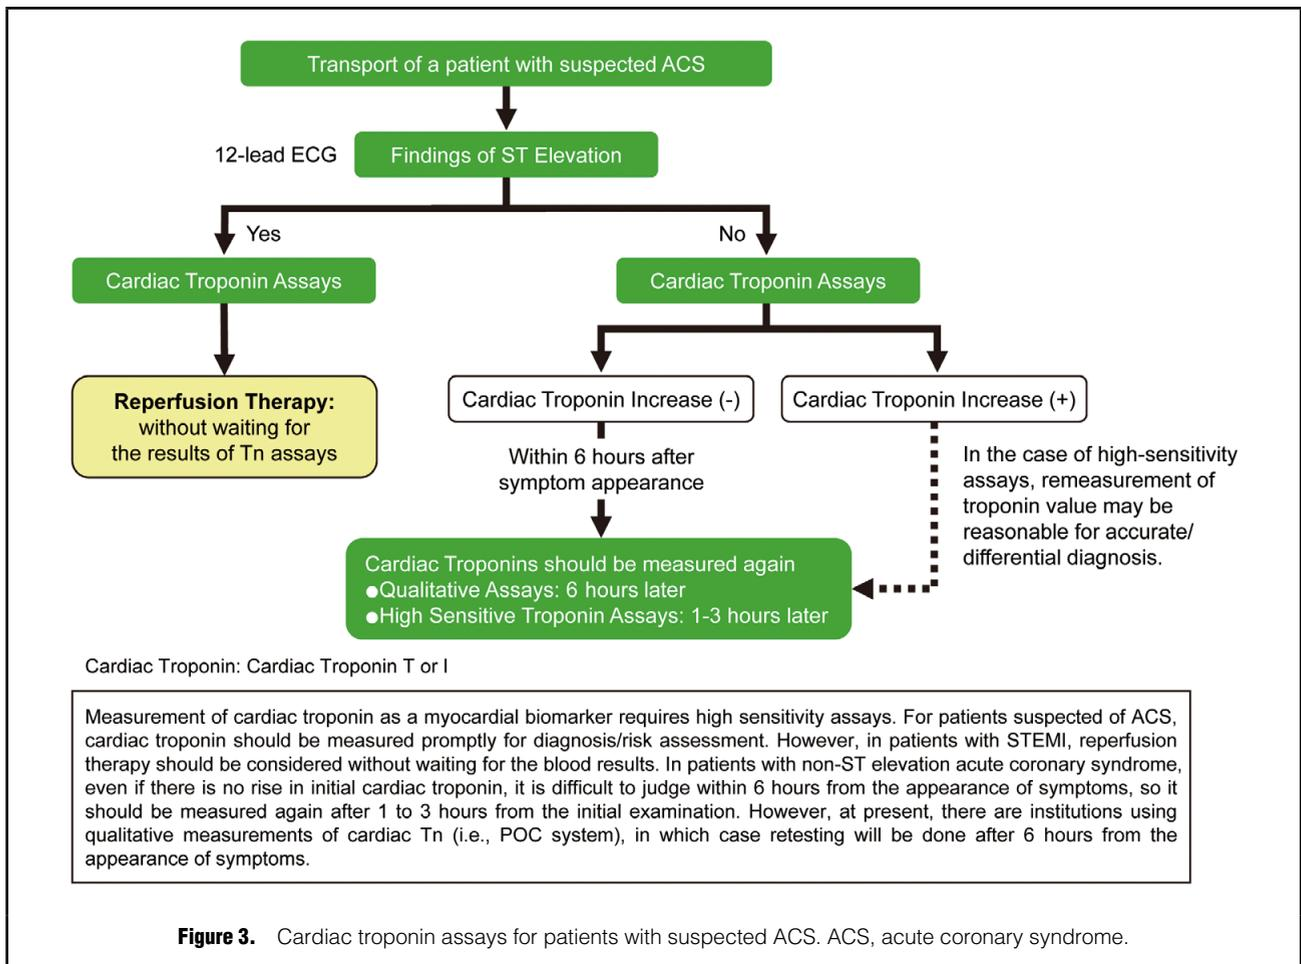 Transport of a patient with suspected ACS
12-lead ECG
Findings of ST Elevation
Yes
No
Cardiac Troponin Assays
Cardiac Troponin Assays
Reperfusion Therapy:
without waiting for
the results of Tn assays
Cardiac Troponin Increase (-)
Cardiac Troponin Increase (+)
Within 6 hours after
symptom appearance
In the case of high-sensitivity
assays, remeasurement of
troponin value may be
reasonable for accurate/
differential diagnosis.
Cardiac Troponins should be measured again
●Qualitative Assays: 6 hours later
●High Sensitive Troponin Assays: 1-3 hours later
Cardiac Troponin: Cardiac Troponin T or I
Measurement of cardiac troponin as a myocardial biomarker requires high sensitivity assays. For patients suspected of ACS,
cardiac troponin should be measured promptly for diagnosis/risk assessment. However, in patients with STEMI, reperfusion
therapy should be considered without waiting for the blood results. In patients with non-ST elevation acute coronary syndrome,
even if there is no rise in initial cardiac troponin, it is difficult to judge within 6 hours from the appearance of symptoms, so it
should be measured again after 1 to 3 hours from the initial examination. However, at present, there are institutions using
qualitative measurements of cardiac Tn (i.e., POC system), in which case retesting will be done after 6 hours from the
appearance of symptoms.
Figure 3. Cardiac troponin assays for patients with suspected ACS. ACS, acute coronary syndrome.